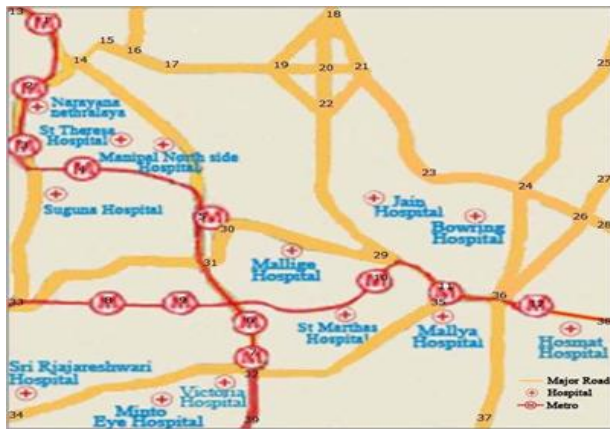 13
18
15
16
14
17
19
20
21
25
Narayana
nethralaya
22
St Theresa
Hospital
Manipal North side
Hospital
23
24
27
Suguna Hospital
Jain
Hospital
Bowring
Hospital
26
28
30
Mallige
Hospital
29
31
33
35
36
38
St Marthas
Hospital
Mallya
Hospital
Hosmat
Hospital
Sri Rjajareshwari
Hospital
32
Victoria
Hospital
Major Road
Hospital
Metro
Minto
Eye Hospital
34
39
37